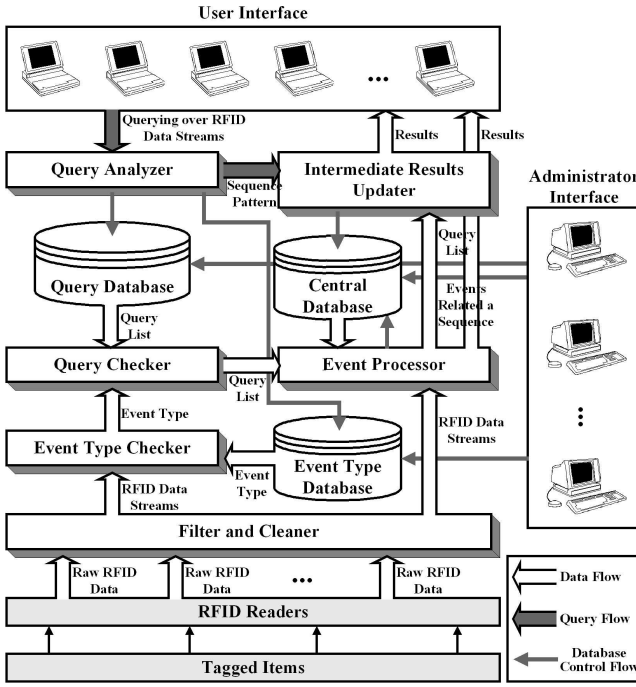 User Interface
...
Querying over RFID
Data Streams
Results
Results
Query Analyzer
Sequence
Pattern
Intermediate Results
Updater
Administrator
Interface
Query Database
Central
Database
Query
List
Events
Related a
Sequence
Query
List
Query Checker
Query
List
Event Processor
Event Type
RFID Data
Streams
Event Type Checker
Event
Type
Event Type
Database
...
RFID Data
Streams
Filter and Cleaner
Raw RFID
Data
Raw RFID
Data
...
Raw RFID
Data
RFID Readers
Tagged Items
Data Flow
Query Flow
Database
Control Flow